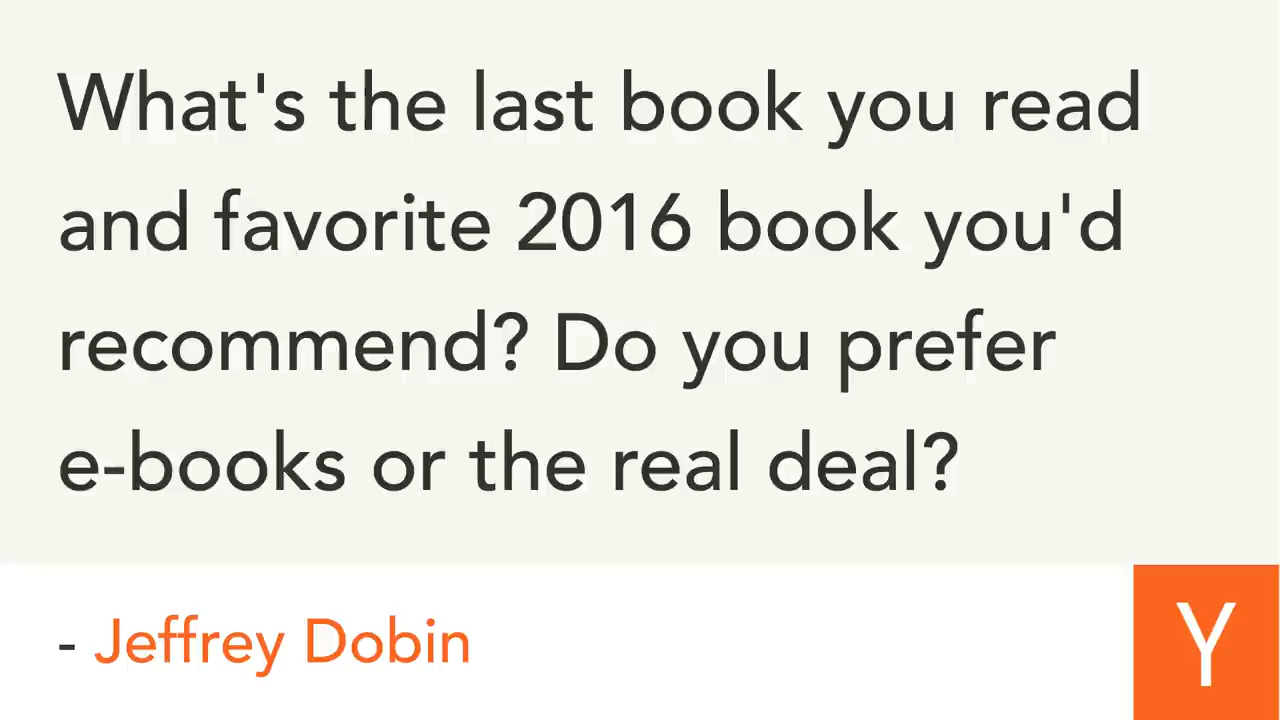 What's the last book you read
and favorite 2016 book you'd
recommend? Do you prefer
e-books or the real deal?
- Jeffrey Dobin
Y